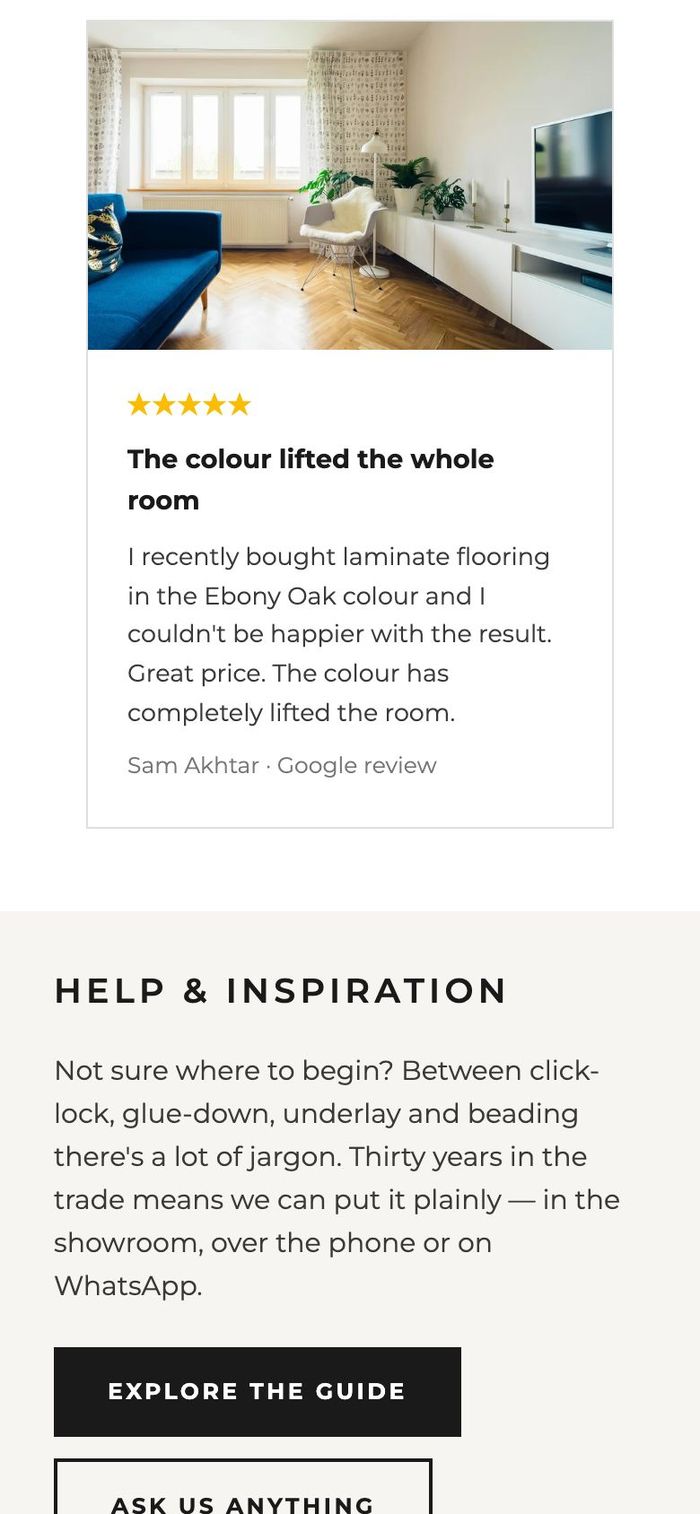 The colour lifted the whole
room
I recently bought laminate flooring
in the Ebony Oak colour and I
couldn't be happier with the result.
Great price. The colour has
completely lifted the room.
Sam Akhtar · Google review
HELP & INSPIRATION
Not sure where to begin? Between click-
lock, glue-down, underlay and beading
there's a lot of jargon. Thirty years in the
trade means we can put it plainly — in the
showroom, over the phone or on
WhatsApp.
EXPLORE THE GUIDE
ASK US ANYTHING